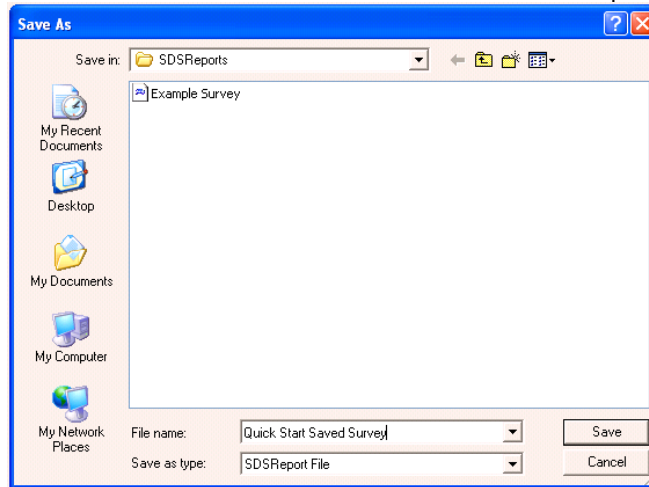 Save As
Save in: SDSReports
Example Survey
My Recent
Documents
Desktop
My Documents
My Computer
My Network
Places
File name: Quick Start Saved Survey Save
Save as type: SDSReport File Cancel